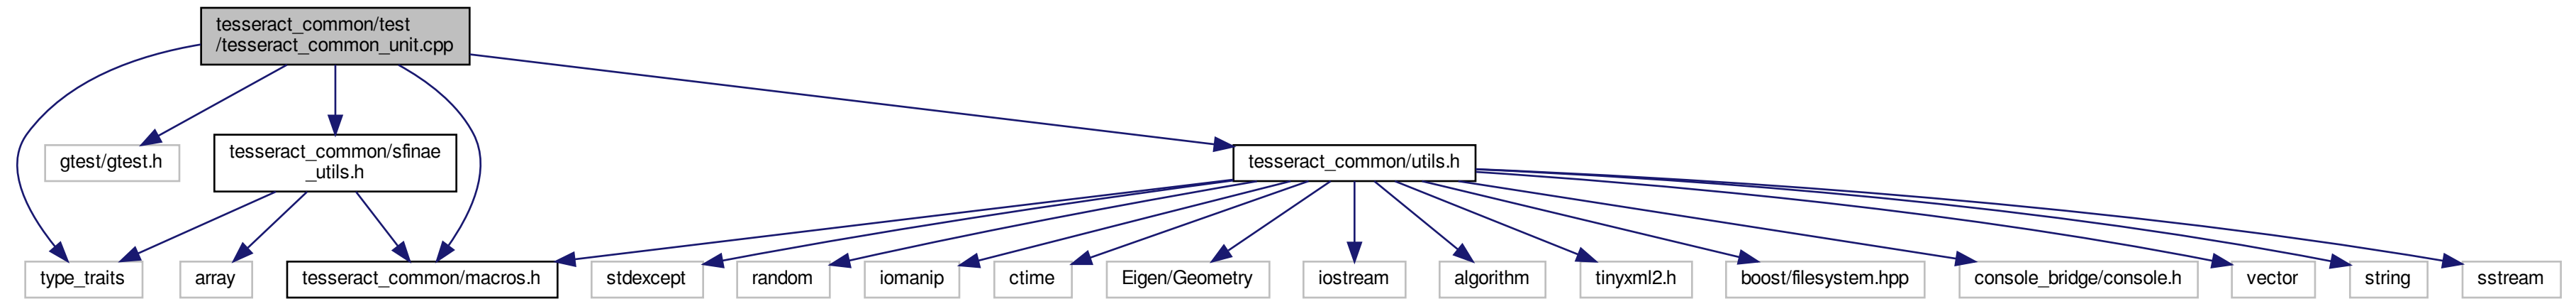 tesseract_common/test
/tesseract_common_unit.cpp
gtest/gtest.h
tesseract_common/sfinae
_utils.h
tesseract_common/utils.h
type_traits
array
tesseract_common/macros.h
stdexcept
random
iomanip
ctime
Eigen/Geometry
iostream
algorithm
tinyxml2.h
boost/filesystem.hpp
console_bridge/console.h
vector
string
sstream